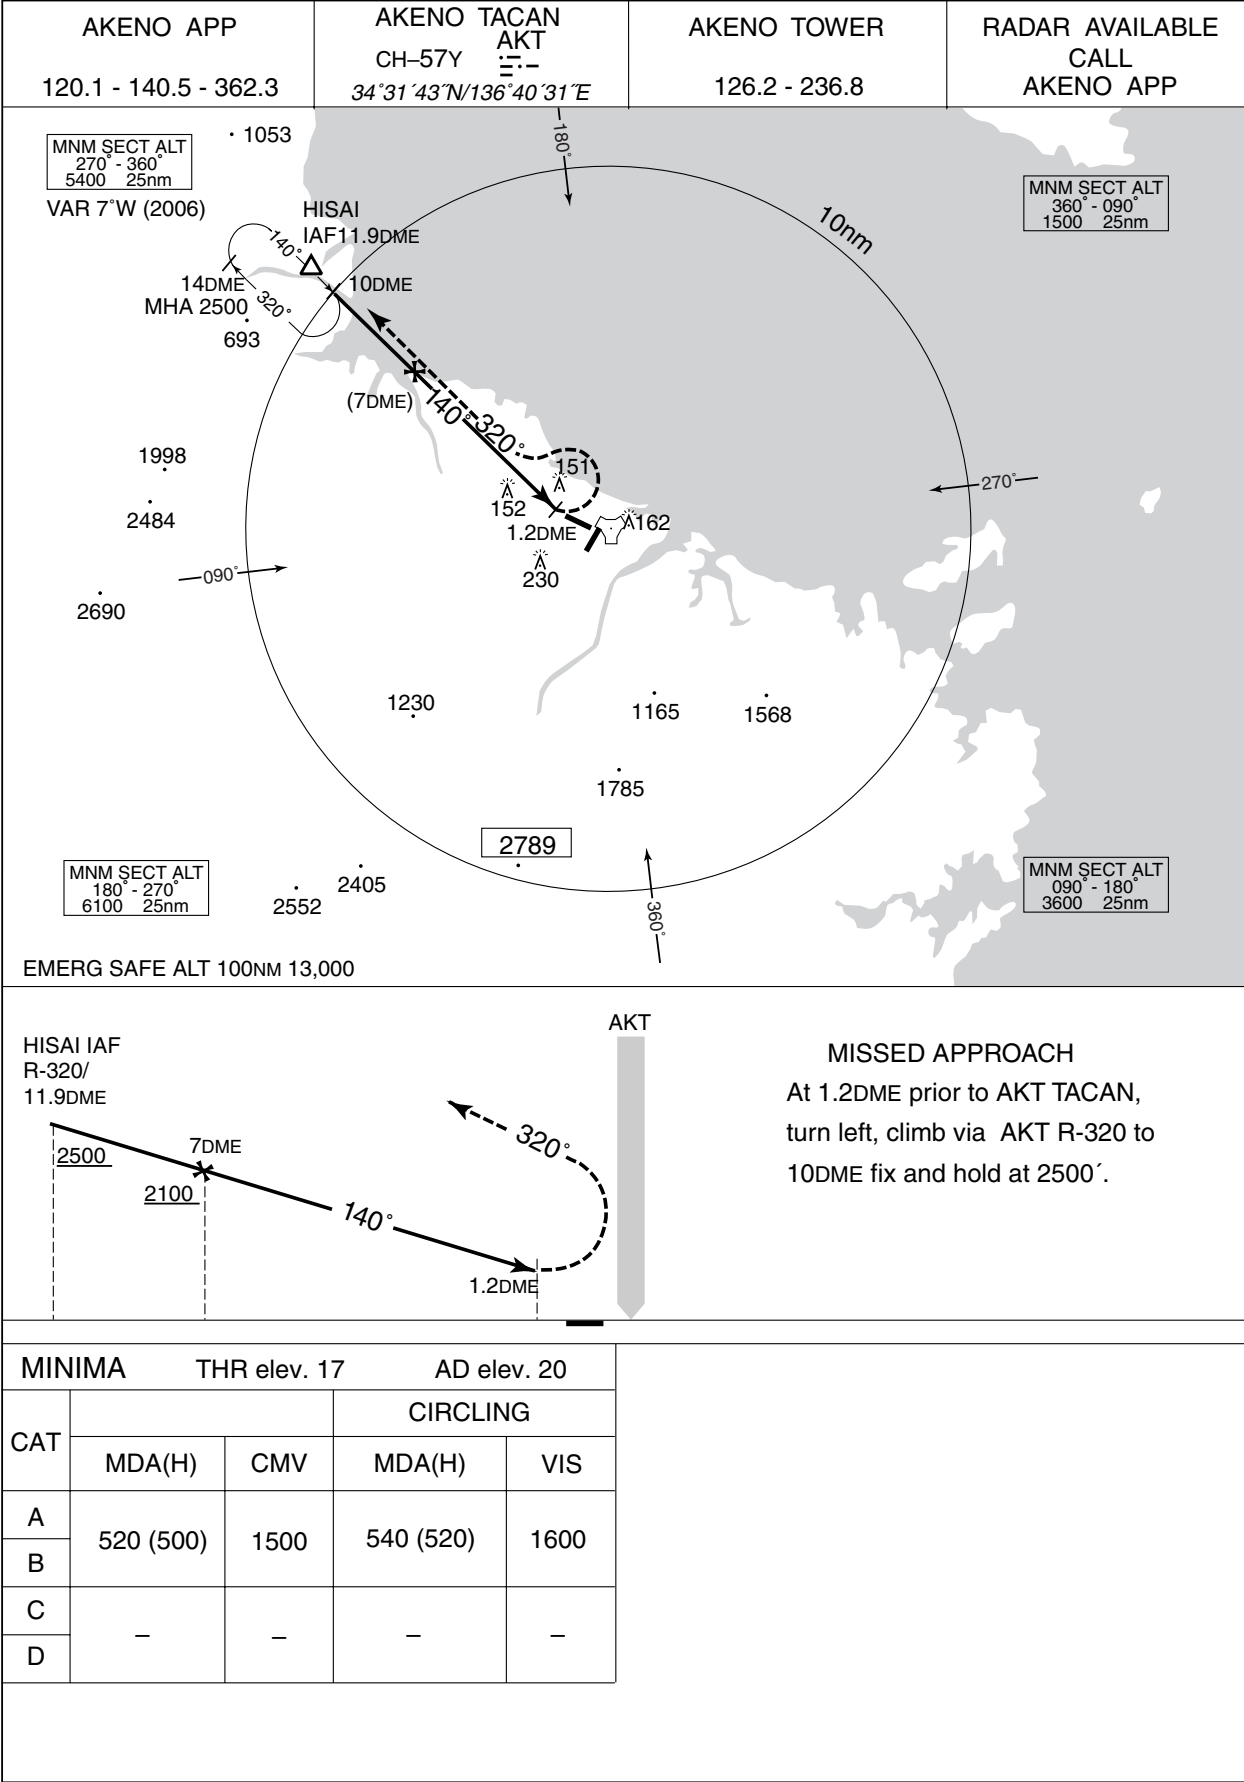 AKENO APP
120.1 - 140.5 - 362.3
AKENO TACAN
AKT
CH–57Y
34°31´43˝N/136°40´31˝E
AKENO TOWER
126.2 - 236.8
RADAR AVAILABLE
CALL
AKENO APP
MNM SECT ALT
270° - 360°
5400 25nm
VAR 7°W (2006)
1053
180°
MNM SECT ALT
360° - 090°
1500 25nm
10nm
HISAI
IAF11.9DME
140°
14DME
10DME
MHA 2500
320°
693
(7DME)
140°
320°
1998
2484
151
152
1.2DME
162
230
270°
090°
2690
1230
1165
1568
1785
2789
2405
2552
360°
MNM SECT ALT
180° - 270°
6100 25nm
MNM SECT ALT
090° - 180°
3600 25nm
EMERG SAFE ALT 100NM 13,000
AKT
HISAI IAF
R-320/
11.9DME
2500
7DME
2100
140°
320°
1.2DME
MISSED APPROACH
At 1.2DME prior to AKT TACAN,
turn left, climb via AKT R-320 to
10DME fix and hold at 2500´.
MINIMA THR elev. 17 AD elev. 20
CAT
CIRCLING
MDA(H) CMV MDA(H) VIS
A
B
520 (500) 1500 540 (520) 1600
C
D
– – – –